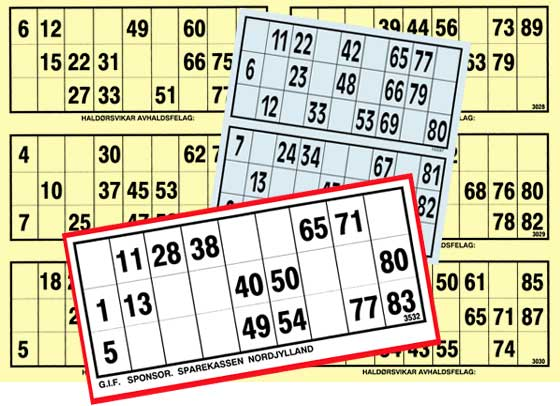 6 12 49 60
15 22 31 66 75
27 33 51
HALDØRSVIKAR AVHALDSFELAG:
39 44 56 73 89
63 79
3028
HALDØRSVIKAR AVHALDSFELAG:
11 22 42 65 77
6 23 48 66 79
12 33 53 69 80
7 24 34 67 81
13 82
4 30 62
10 37 45 53
7 25
68 76 80
78 82
3029
AVHALDSFELAG:
18
5
50 61 85
65 71 87
43 55 74
3030
HALDØRSVIKAR AVHALDSFELAG:
11 28 38 65 71
1 13 40 50 80
5 49 54 77 83
3532
G.I.F. SPONSOR. SPAREKASSEN NORDJYLLAND